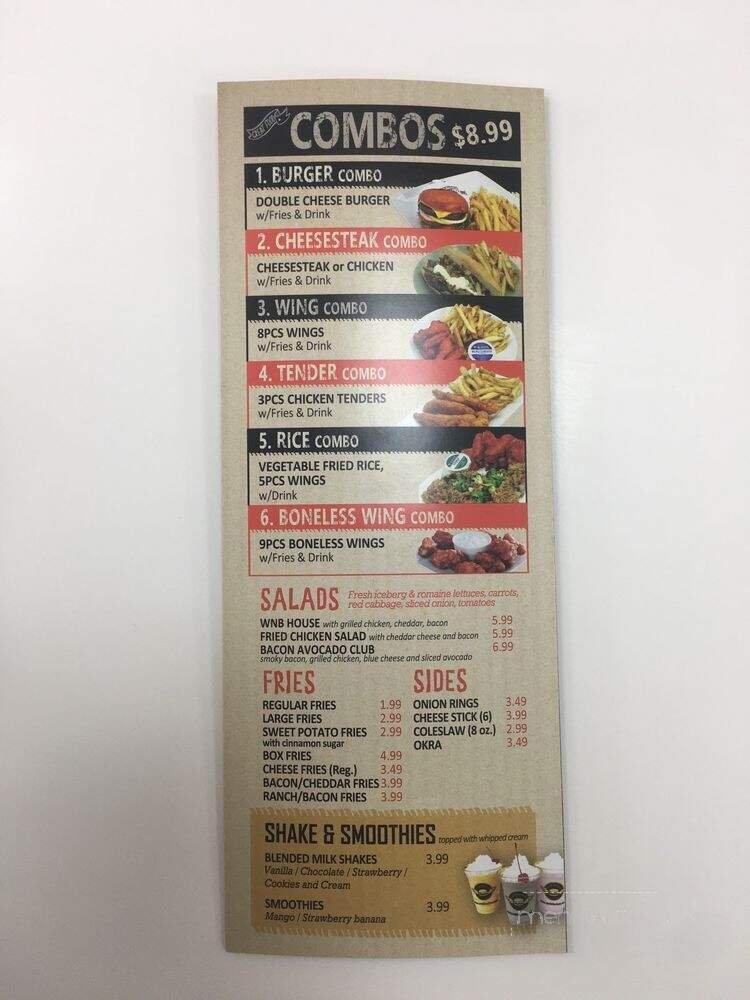 GREAT FOOD
COMBOS $8.99
1. BURGER COMBO
DOUBLE CHEESE BURGER
w/Fries & Drink
2. CHEESESTEAK COMBO
CHEESESTEAK or CHICKEN
w/Fries & Drink
3. WING COMBO
8PCS WINGS
w/Fries & Drink
4. TENDER COMBO
3PCS CHICKEN TENDERS
w/Fries & Drink
5. RICE COMBO
VEGETABLE FRIED RICE,
5PCS WINGS
w/Drink
6. BONELESS WING COMBO
9PCS BONELESS WINGS
w/Fries & Drink
SALADS Fresh iceberg & romaine lettuces, carrots,
red cabbage, sliced onion, tomatoes
WNB HOUSE with grilled chicken, cheddar, bacon 5.99
FRIED CHICKEN SALAD with cheddar cheese and bacon 5.99
BACON AVOCADO CLUB 6.99
smoky bacon, grilled chicken, blue cheese and sliced avocado
FRIES
REGULAR FRIES 1.99
LARGE FRIES 2.99
SWEET POTATO FRIES 2.99
with cinnamon sugar
BOX FRIES 4.99
CHEESE FRIES (Reg.) 3.49
BACON/CHEDDAR FRIES 3.99
RANCH/BACON FRIES 3.99
SIDES
ONION RINGS 3.49
CHEESE STICK (6) 3.99
COLESLAW (8 oz.) 2.99
OKRA 3.49
SHAKE & SMOOTHIES topped with whipped cream
BLENDED MILK SHAKES 3.99
Vanilla / Chocolate / Strawberry /
Cookies and Cream
SMOOTHIES 3.99
Mango / Strawberry banana